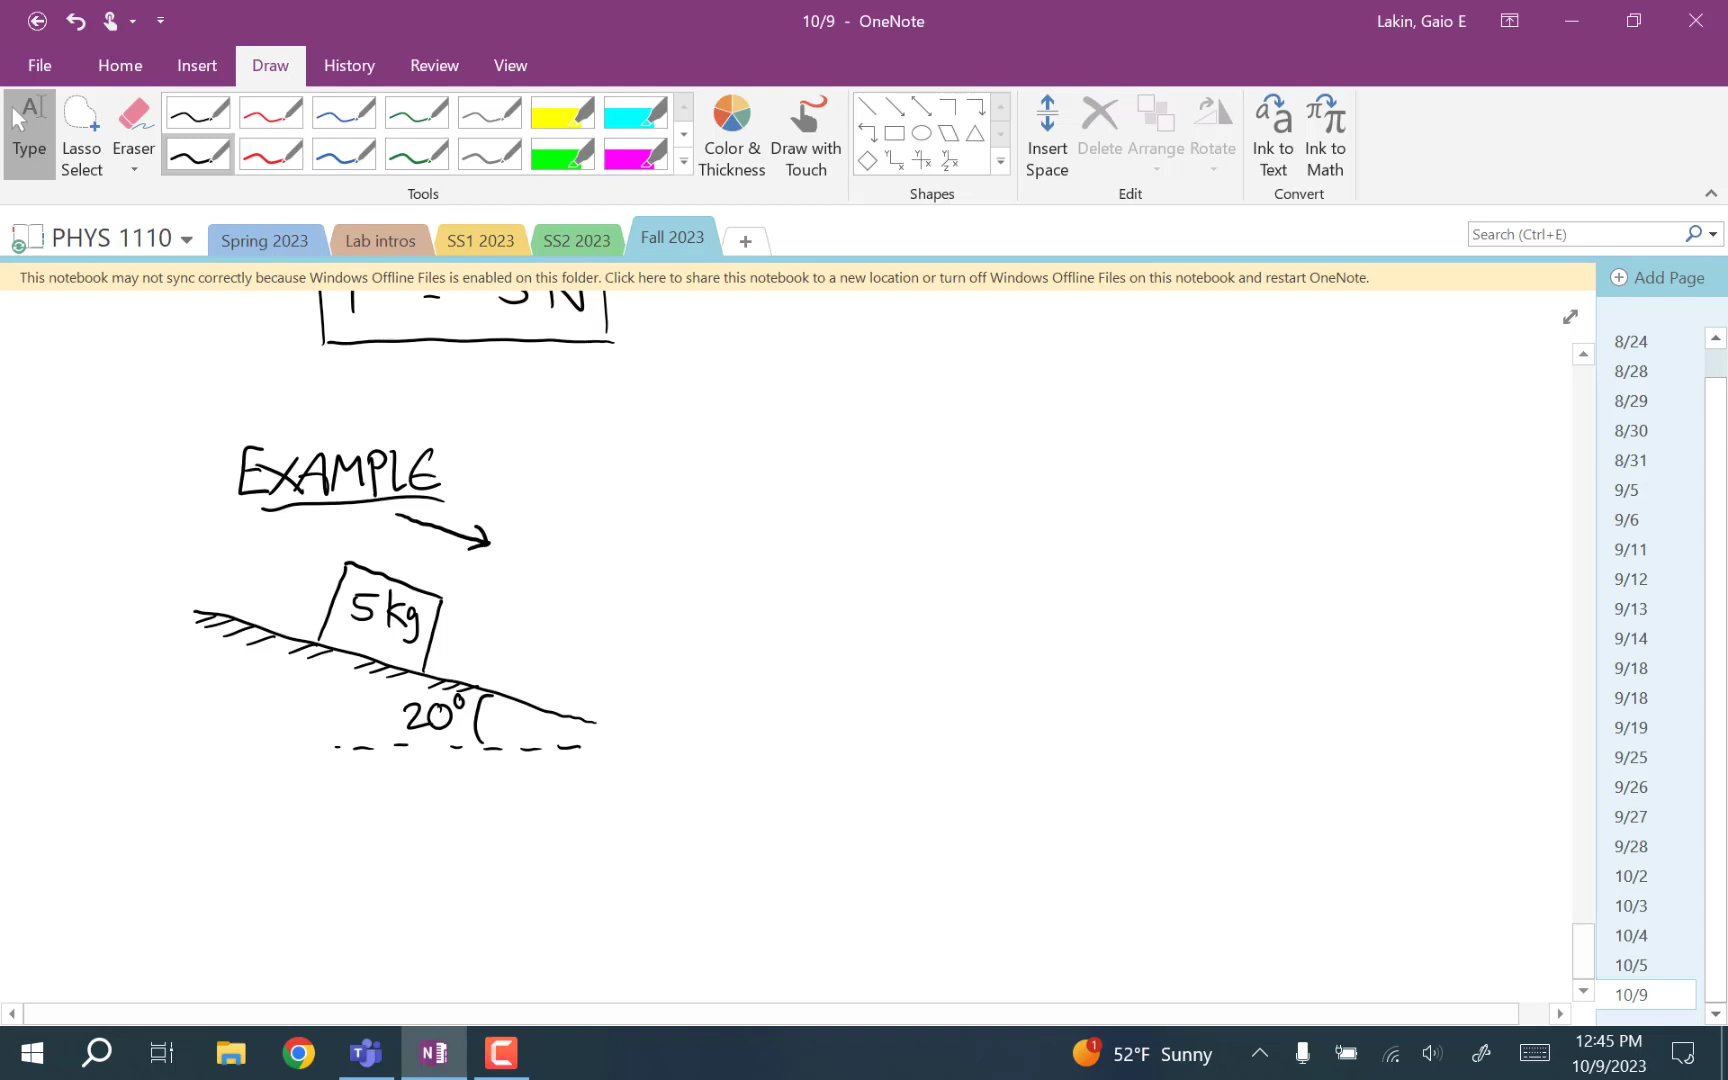 10/9 - OneNote
Lakin, Gaio E
File Home Insert Draw History Review View
Type
Lasso Select
Eraser
Color & Thickness
Draw with Touch
Insert Space
Delete
Arrange
Rotate
Ink to Text
Ink to Math
Tools
Shapes
Edit
Convert
PHYS 1110
Spring 2023
Lab intros
SS1 2023
SS2 2023
Fall 2023
Search (Ctrl+E)
This notebook may not sync correctly because Windows Offline Files is enabled on this folder. Click here to share this notebook to a new location or turn off Windows Offline Files on this notebook and restart OneNote.
Add Page
EXAMPLE
5 kg
20°
8/24
8/28
8/29
8/30
8/31
9/5
9/6
9/11
9/12
9/13
9/14
9/18
9/18
9/19
9/25
9/26
9/27
9/28
10/2
10/3
10/4
10/5
10/9
52°F Sunny
12:45 PM
10/9/2023